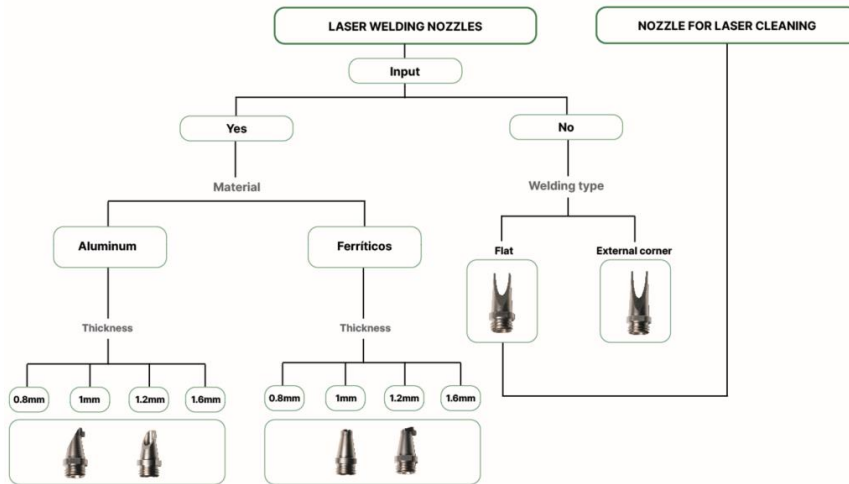 LASER WELDING NOZZLES
NOZZLE FOR LASER CLEANING
Input
Yes
No
Material
Welding type
Aluminum
Ferríticos
Flat
External corner
Thickness
Thickness
0.8mm
1mm
1.2mm
1.6mm
0.8mm
1mm
1.2mm
1.6mm